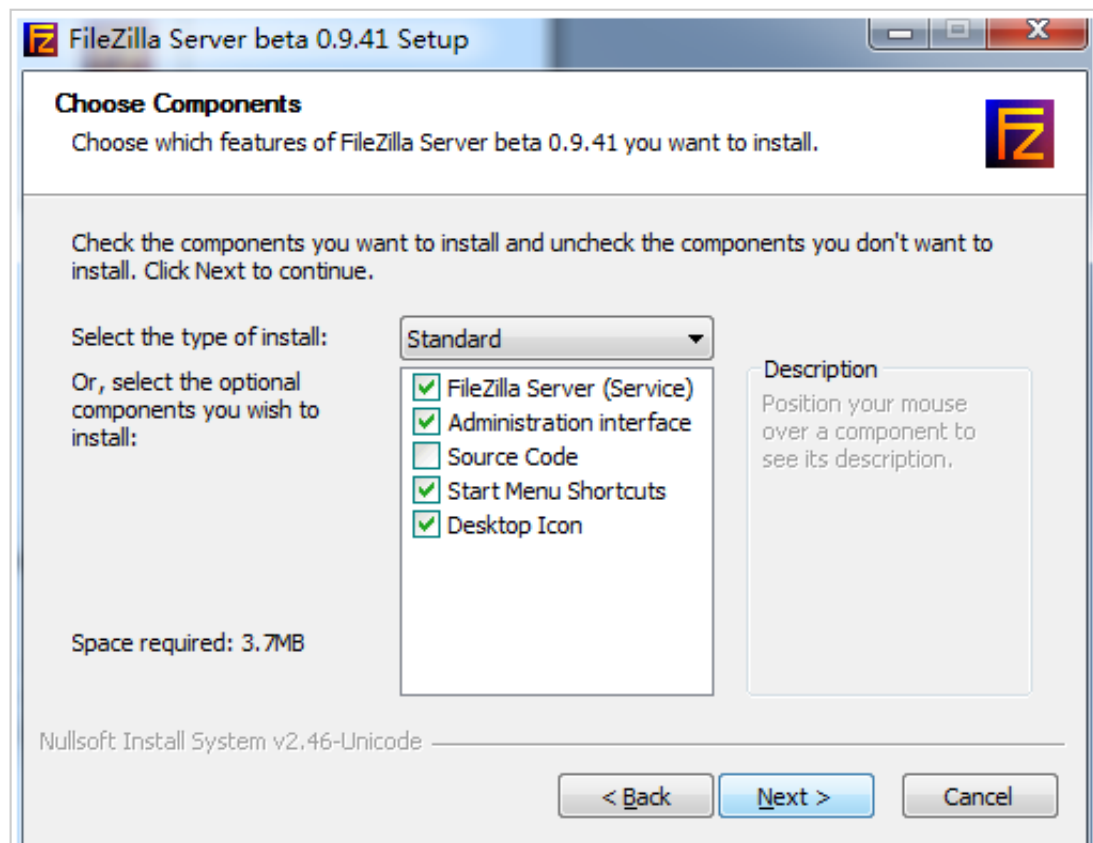 FileZilla Server beta 0.9.41 Setup
Choose Components
Choose which features of FileZilla Server beta 0.9.41 you want to install.
FZ
Check the components you want to install and uncheck the components you don't want to
install. Click Next to continue.
Select the type of install:
Standard
Or, select the optional
components you wish to
install:
FileZilla Server (Service)
Administration interface
Source Code
Start Menu Shortcuts
Desktop Icon
Description
Position your mouse
over a component to
see its description.
Space required: 3.7MB
Nullsoft Install System v2.46-Unicode
< Back
Next >
Cancel